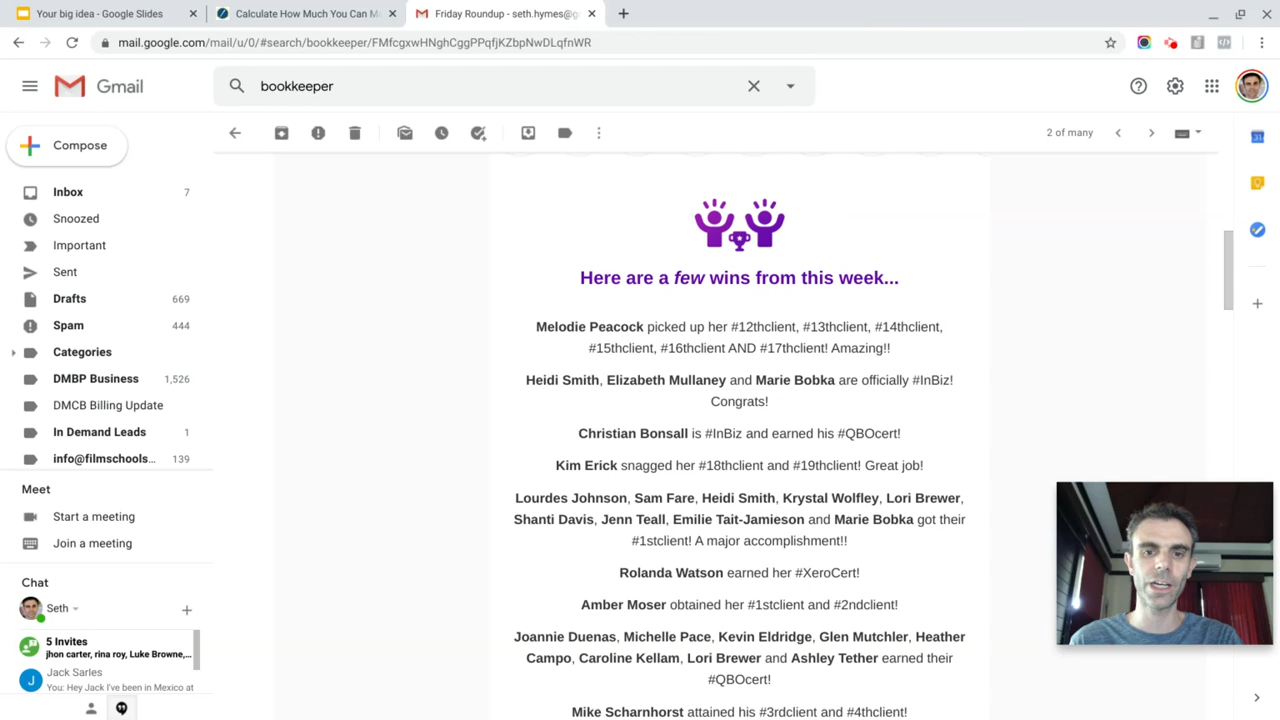 Your big idea - Google Slides
Calculate How Much You Can M
Friday Roundup - seth.hymes@g
mail.google.com/mail/u/0/#search/bookkeeper/FMfcgxwHNghCggPPqfjKZbpNwDLqfnWR
Gmail
bookkeeper
Compose
2 of many
Inbox 7
Snoozed
Important
Sent
Drafts 669
Spam 444
Categories
DMBP Business 1,526
DMCB Billing Update
In Demand Leads 1
info@filmschools... 139
Meet
Start a meeting
Join a meeting
Chat
Seth
5 Invites
jhon carter, rina roy, Luke Browne,...
Jack Sarles
You: Hey Jack I've been in Mexico at
Here are a few wins from this week...
Melodie Peacock picked up her #12thclient, #13thclient, #14thclient,
#15thclient, #16thclient AND #17thclient! Amazing!!
Heidi Smith, Elizabeth Mullaney and Marie Bobka are officially #InBiz!
Congrats!
Christian Bonsall is #InBiz and earned his #QBOcert!
Kim Erick snagged her #18thclient and #19thclient! Great job!
Lourdes Johnson, Sam Fare, Heidi Smith, Krystal Wolfley, Lori Brewer,
Shanti Davis, Jenn Teall, Emilie Tait-Jamieson and Marie Bobka got their
#1stclient! A major accomplishment!!
Rolanda Watson earned her #XeroCert!
Amber Moser obtained her #1stclient and #2ndclient!
Joannie Duenas, Michelle Pace, Kevin Eldridge, Glen Mutchler, Heather
Campo, Caroline Kellam, Lori Brewer and Ashley Tether earned their
#QBOcert!
Mike Scharnhorst attained his #3rdclient and #4thclient!
31
J